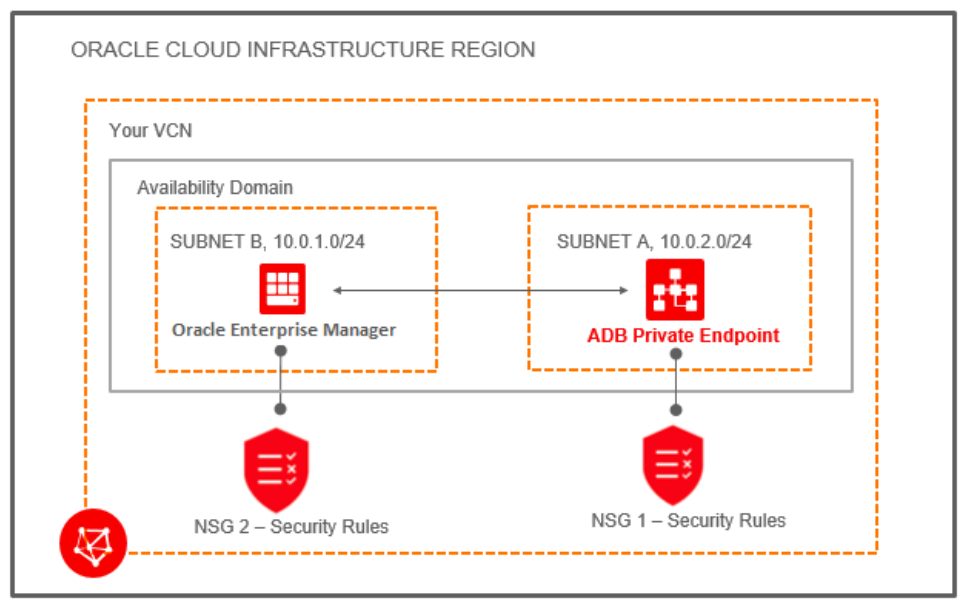 ORACLE CLOUD INFRASTRUCTURE REGION
Your VCN
Availability Domain
SUBNET B, 10.0.1.0/24
SUBNET A, 10.0.2.0/24
Oracle Enterprise Manager
ADB Private Endpoint
NSG 2 – Security Rules
NSG 1 – Security Rules